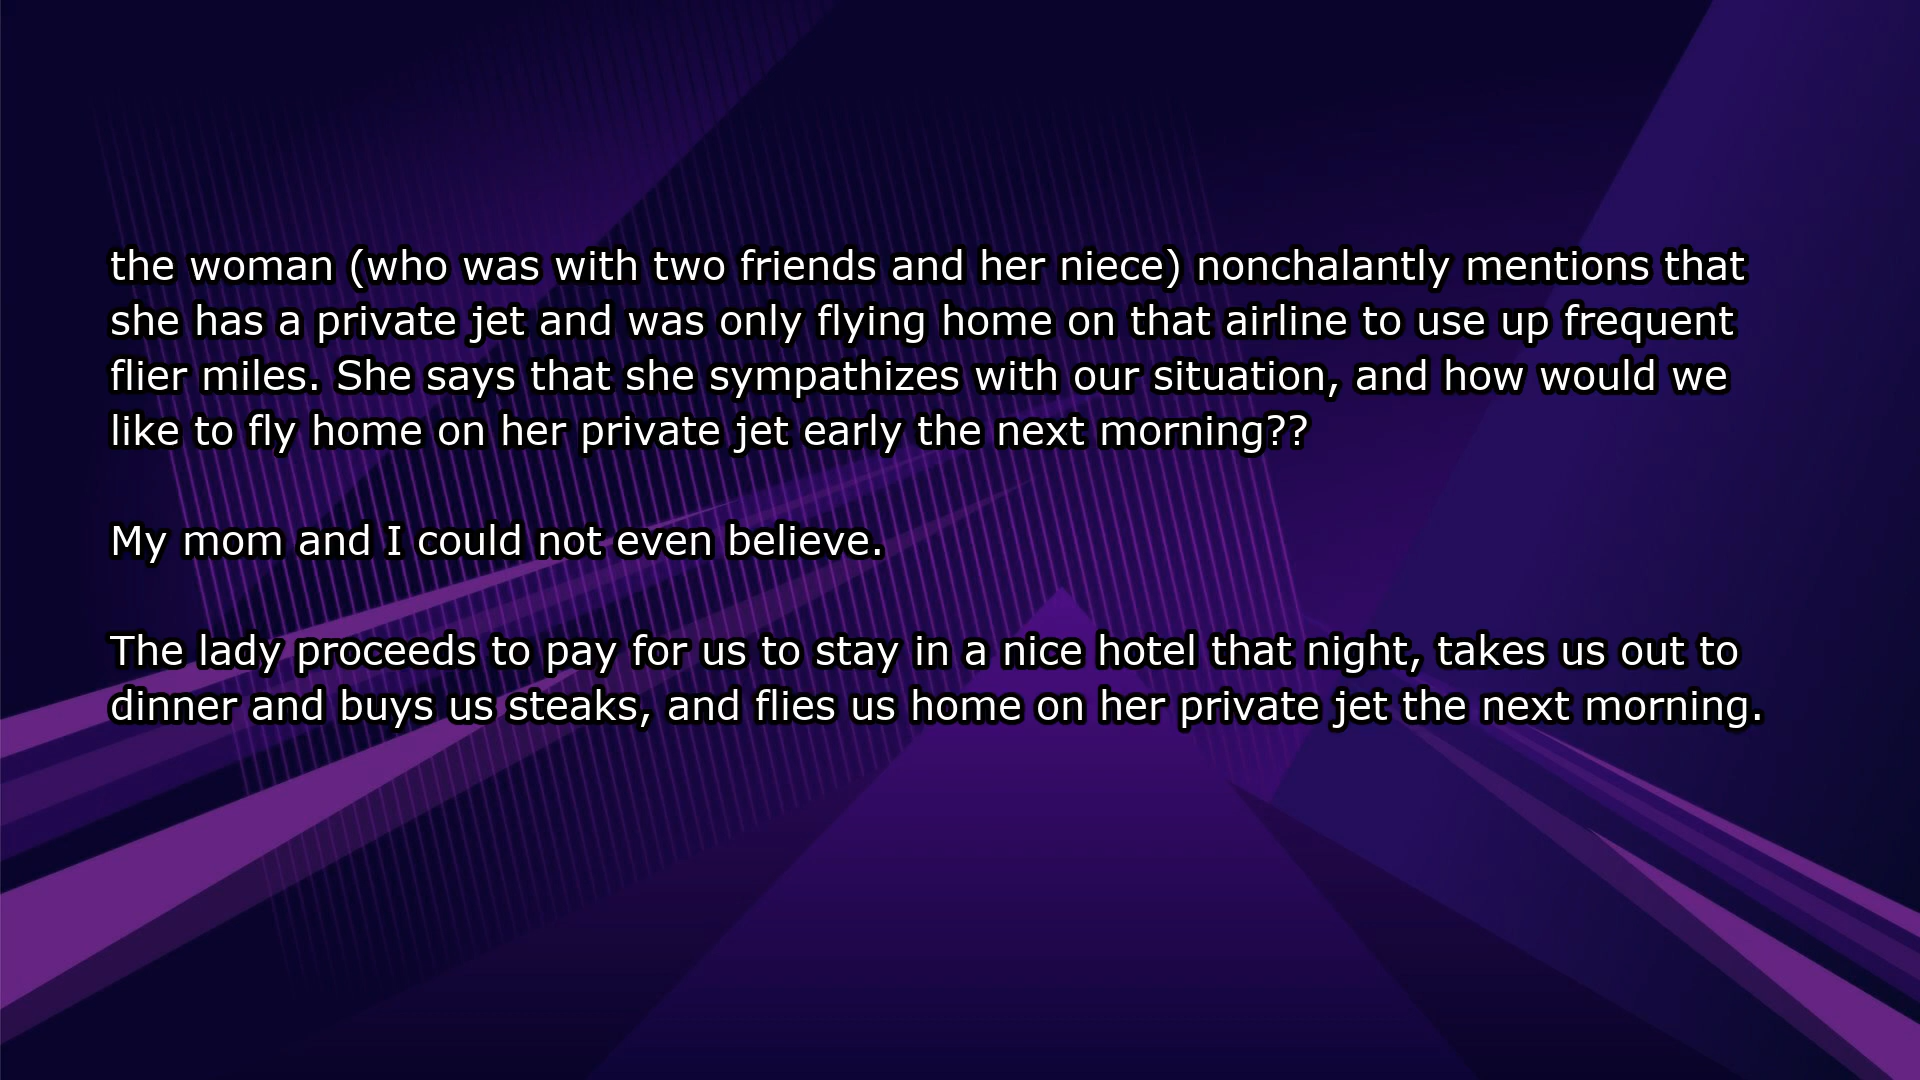 the woman (who was with two friends and her niece) nonchalantly mentions that
she has a private jet and was only flying home on that airline to use up frequent
flier miles. She says that she sympathizes with our situation, and how would we
like to fly home on her private jet early the next morning??
My mom and I could not even believe.
The lady proceeds to pay for us to stay in a nice hotel that night, takes us out to
dinner and buys us steaks, and flies us home on her private jet the next morning.